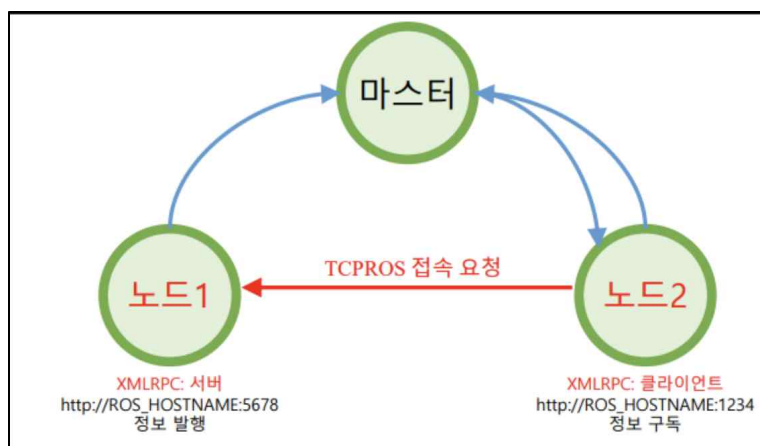 마스터
TCPROS 접속 요청
노드1
노드2
XMLRPC: 서버
http://ROS_HOSTNAME:5678
정보 발행
XMLRPC: 클라이언트
http://ROS_HOSTNAME:1234
정보 구독